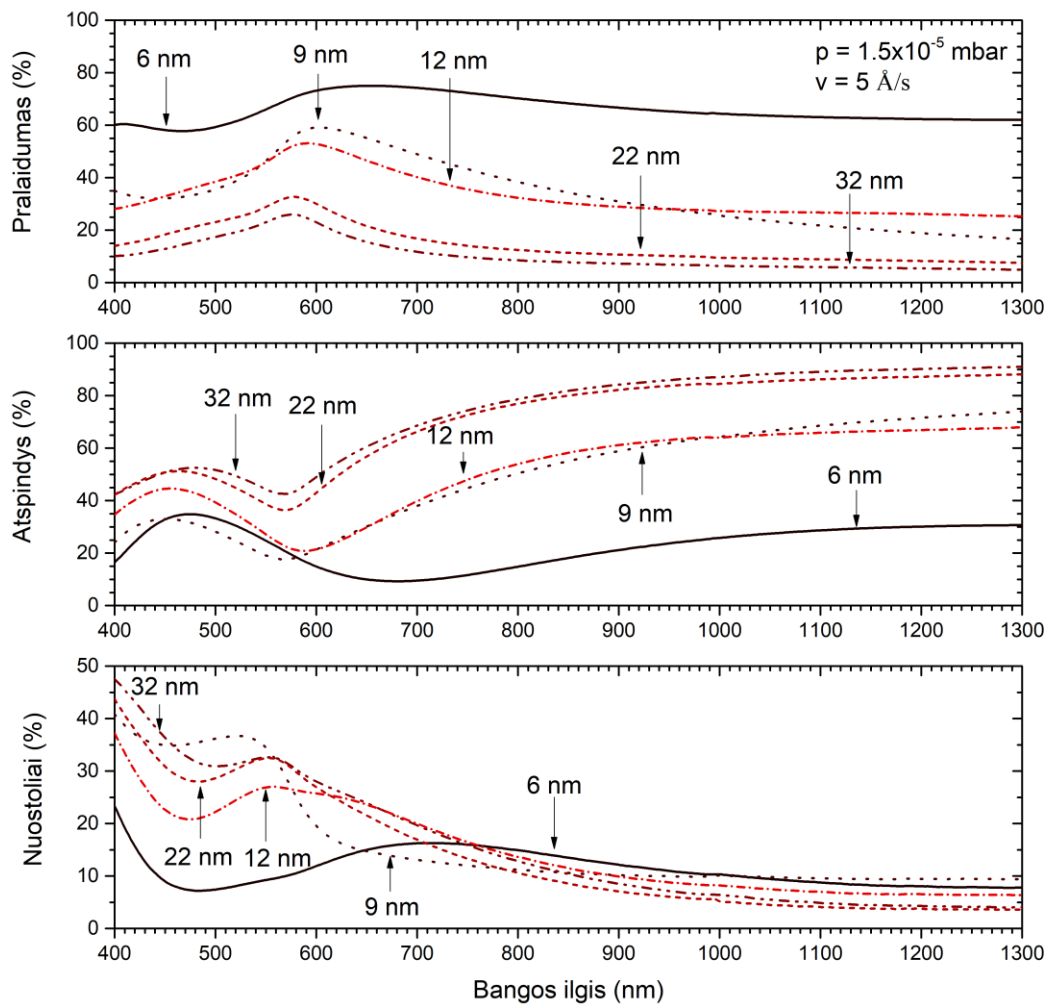 Pralaidumas (%)
100
80
60
40
20
0
6 nm
9 nm
12 nm
22 nm
32 nm
p = 1.5x10⁻⁵ mbar
v = 5 Å/s
400 500 600 700 800 900 1000 1100 1200 1300
Atspindys (%)
100
80
60
40
20
0
32 nm
22 nm
12 nm
9 nm
6 nm
400 500 600 700 800 900 1000 1100 1200 1300
Nuostoliai (%)
50
40
30
20
10
0
32 nm
22 nm
12 nm
9 nm
6 nm
400 500 600 700 800 900 1000 1100 1200 1300
Bangos ilgis (nm)